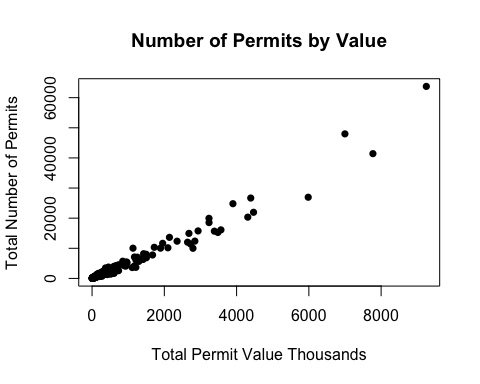 Number of Permits by Value
Total Number of Permits
60000
40000
20000
0
0 2000 4000 6000 8000
Total Permit Value Thousands